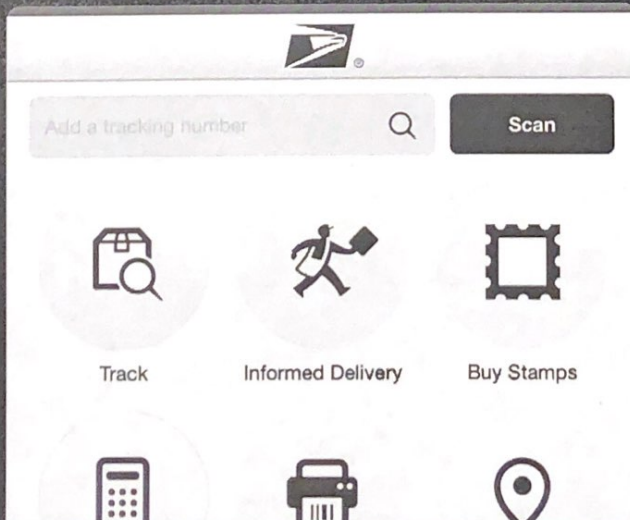 Add a tracking number
Scan
Track
Informed Delivery
Buy Stamps